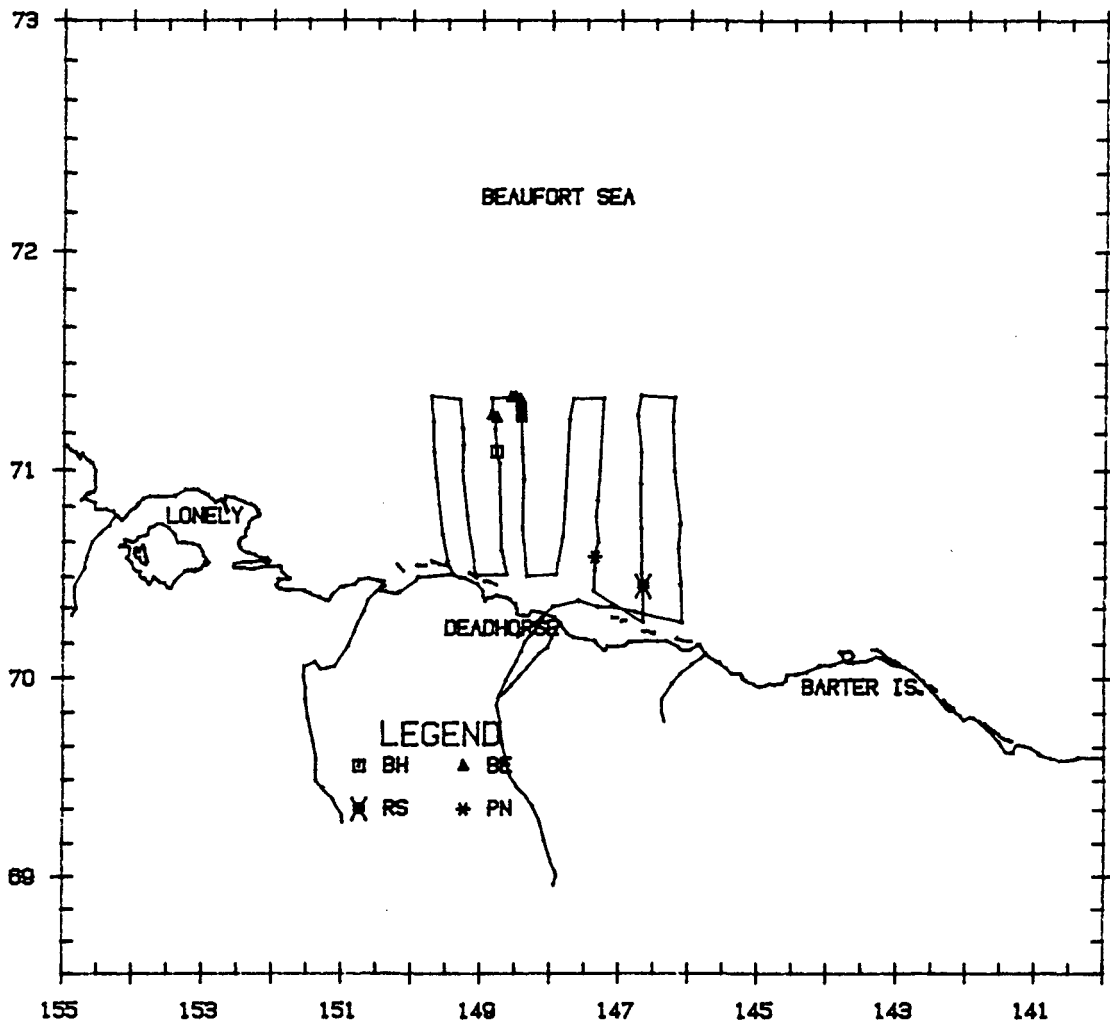 73
BEAUFORT SEA
72
71
LONELY
DEADHORSE
70
BARTER IS.
LEGEND
BH BE
RS PN
69
155 153 151 149 147 145 143 141